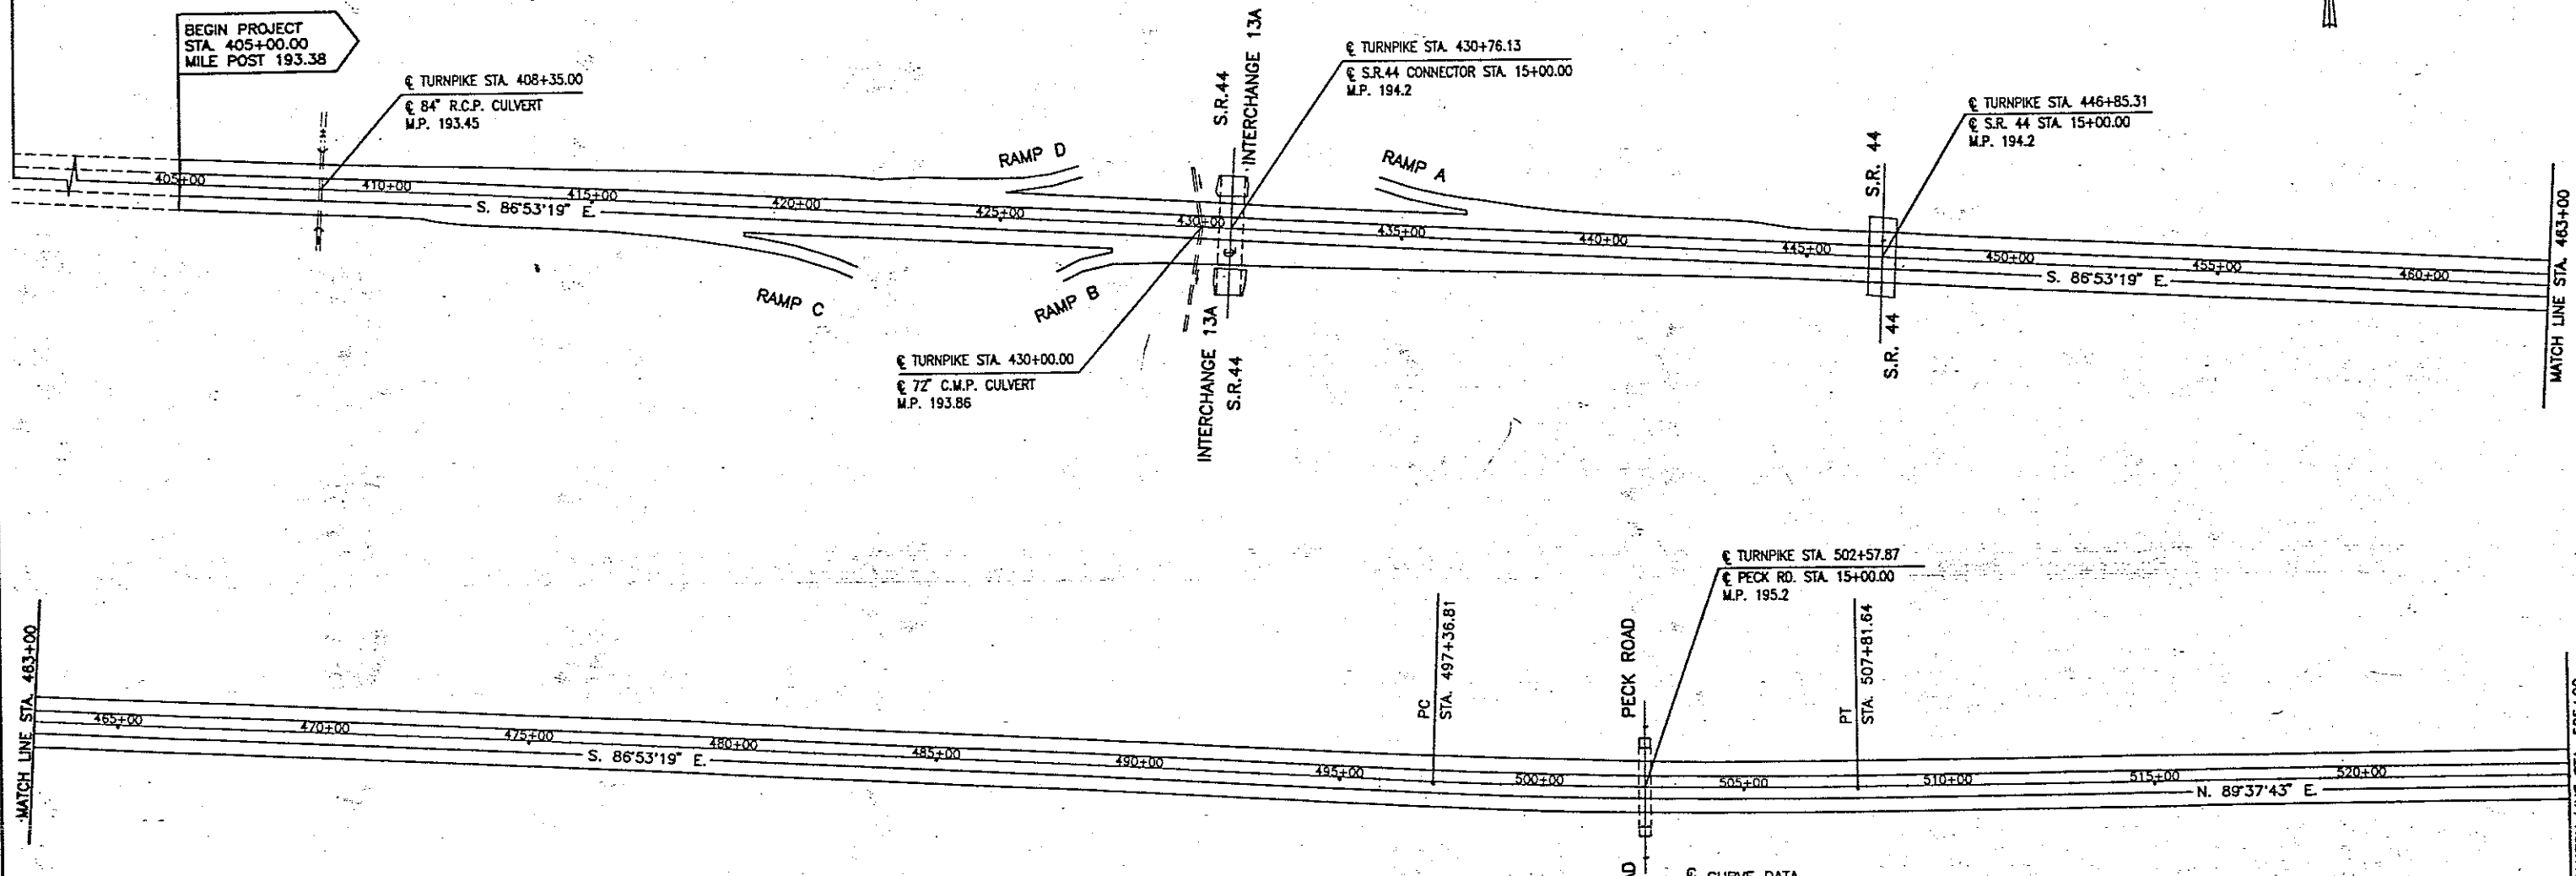 BEGIN PROJECT
STA. 405+00.00
MILE POST 193.38
℄ TURNPIKE STA. 408+35.00
℄ 84" R.C.P. CULVERT
M.P. 193.45
S.R.44
INTERCHANGE 13A
℄ TURNPIKE STA. 430+76.13
℄ S.R.44 CONNECTOR STA. 15+00.00
M.P. 194.2
℄ TURNPIKE STA. 446+85.31
℄ S.R. 44 STA. 15+00.00
M.P. 194.2
RAMP D
RAMP A
S.R. 44
405+00
410+00
415+00
420+00
425+00
430+00
435+00
440+00
445+00
450+00
455+00
460+00
S. 86°53'19" E.
S. 86°53'19" E.
MATCH LINE STA. 463+00
RAMP C
RAMP B
℄
℄ TURNPIKE STA. 430+00.00
℄ 72" C.M.P. CULVERT
M.P. 193.86
INTERCHANGE 13A
S.R.44
S.R. 44
℄ TURNPIKE STA. 502+57.87
℄ PECK RD. STA. 15+00.00
M.P. 195.2
MATCH LINE STA. 463+00
PC
STA. 497+36.81
PECK ROAD
PT
STA. 507+81.64
465+00
470+00
475+00
480+00
485+00
490+00
495+00
500+00
505+00
510+00
515+00
520+00
S. 86°53'19" E.
N. 89°37'43" E.
℄ CURVE DATA